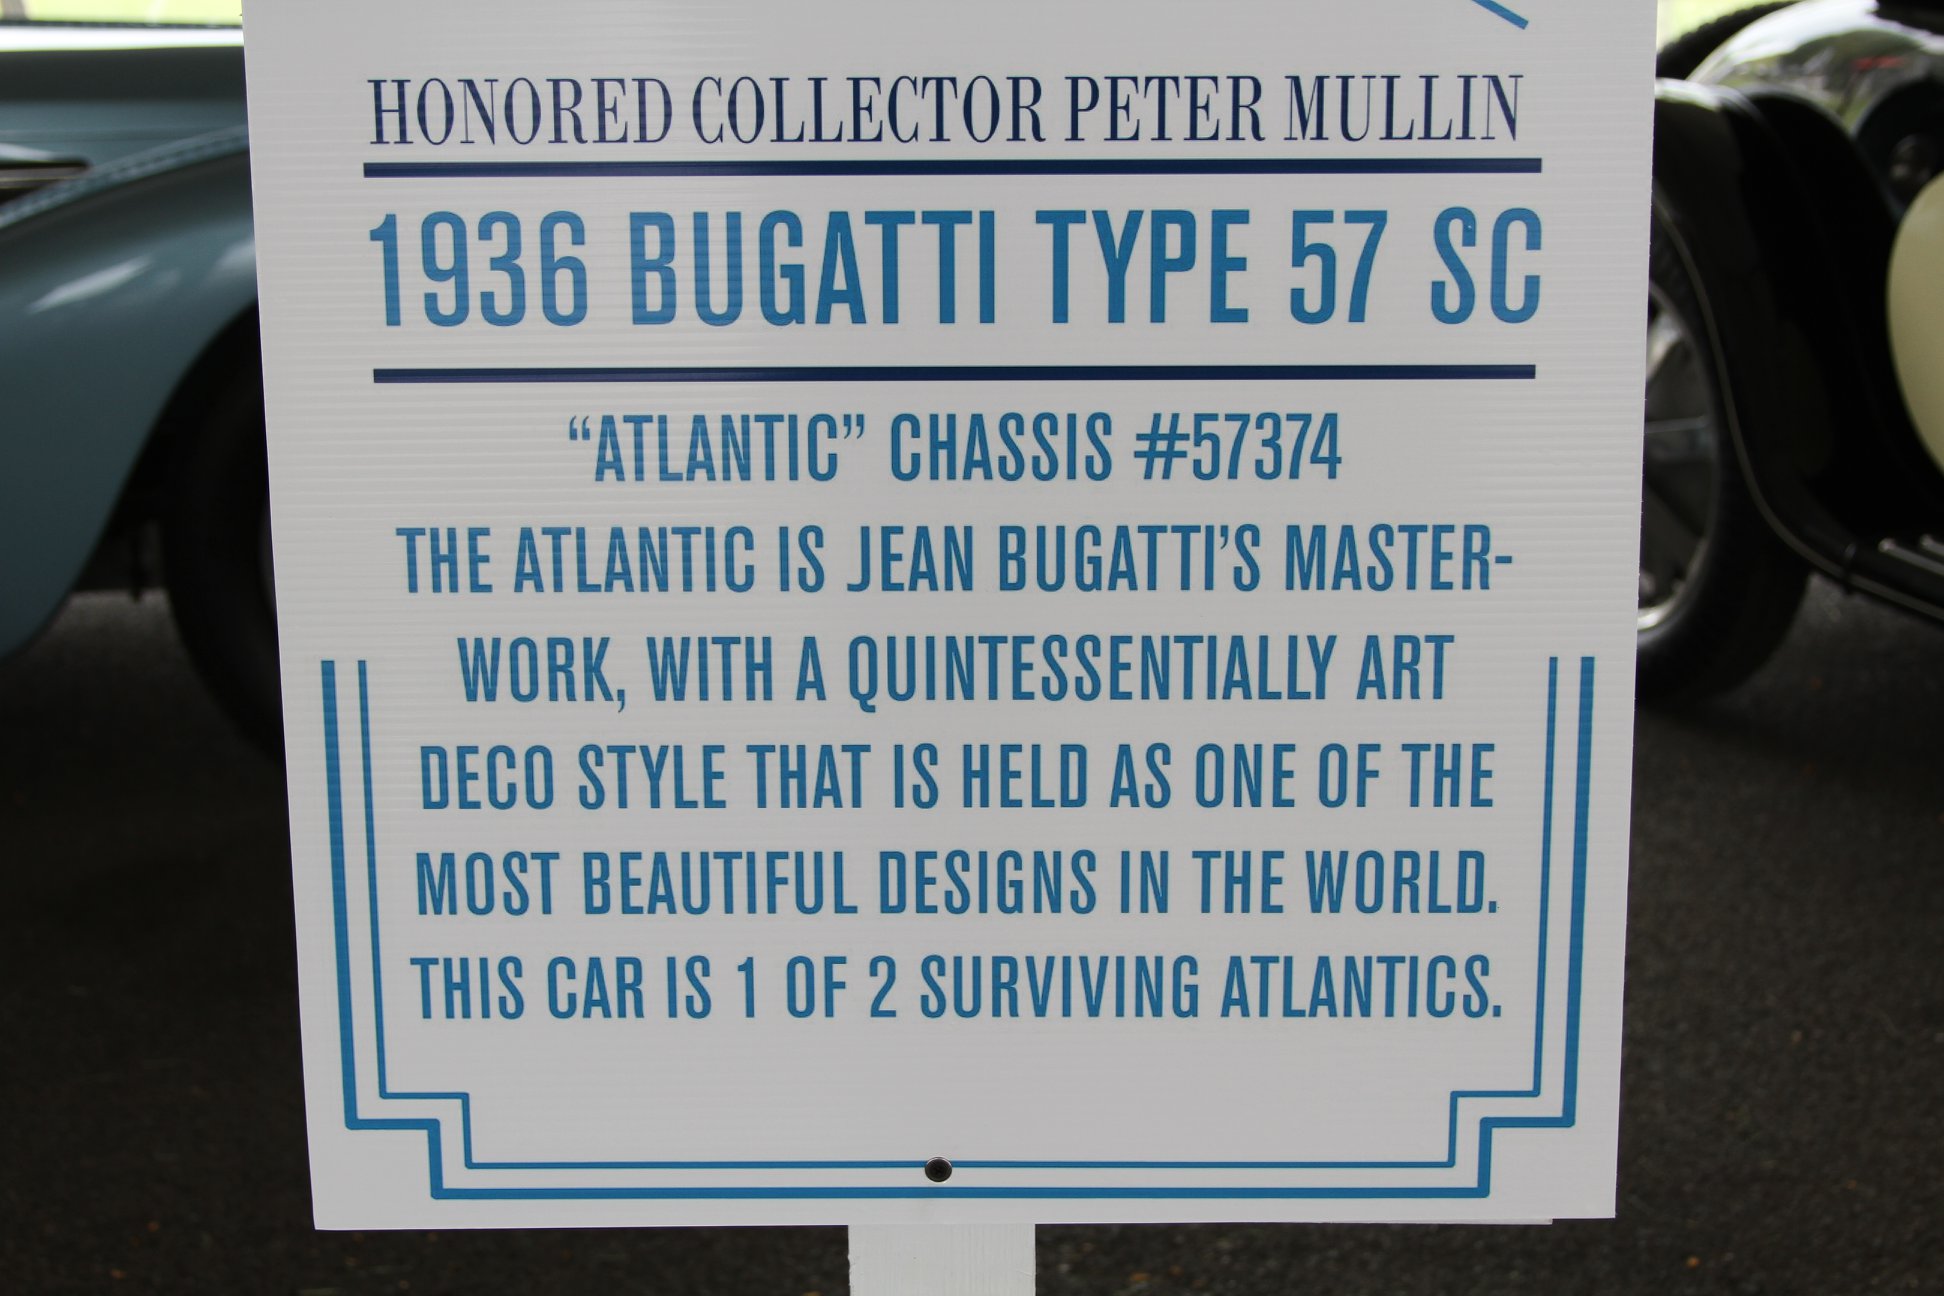 HONORED COLLECTOR PETER MULLIN
1936 BUGATTI TYPE 57 SC
“ATLANTIC” CHASSIS #57374
THE ATLANTIC IS JEAN BUGATTI’S MASTER-
WORK, WITH A QUINTESSENTIALLY ART
DECO STYLE THAT IS HELD AS ONE OF THE
MOST BEAUTIFUL DESIGNS IN THE WORLD.
THIS CAR IS 1 OF 2 SURVIVING ATLANTICS.